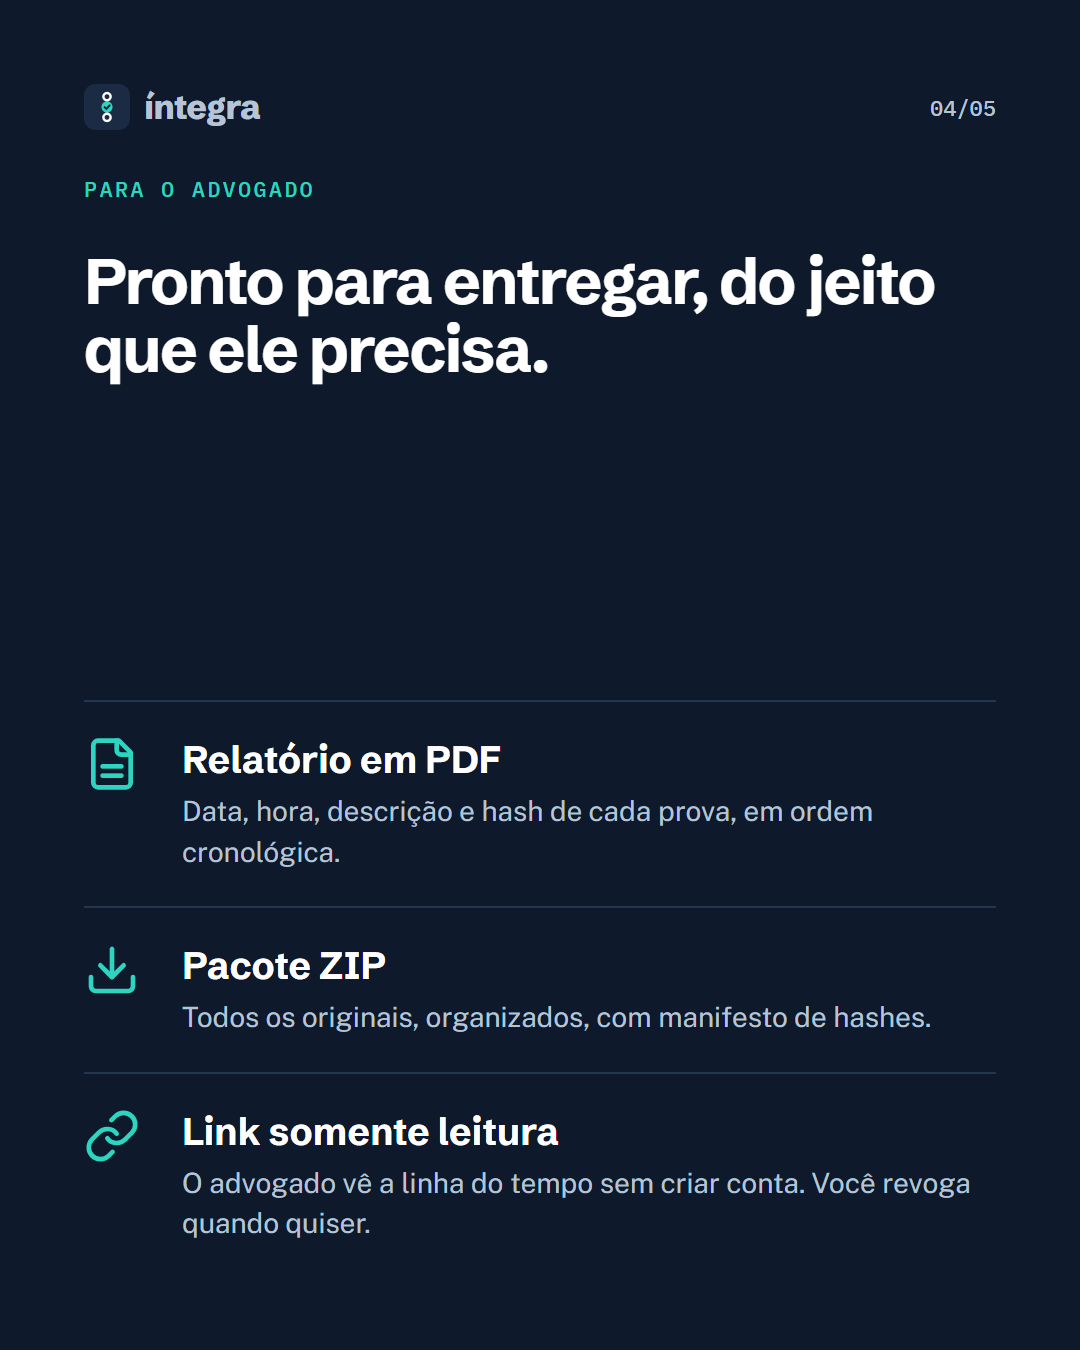 íntegra
04/05
PARA O ADVOGADO
Pronto para entregar, do jeito
que ele precisa.
Relatório em PDF
Data, hora, descrição e hash de cada prova, em ordem
cronológica.
Pacote ZIP
Todos os originais, organizados, com manifesto de hashes.
Link somente leitura
O advogado vê a linha do tempo sem criar conta. Você revoga
quando quiser.